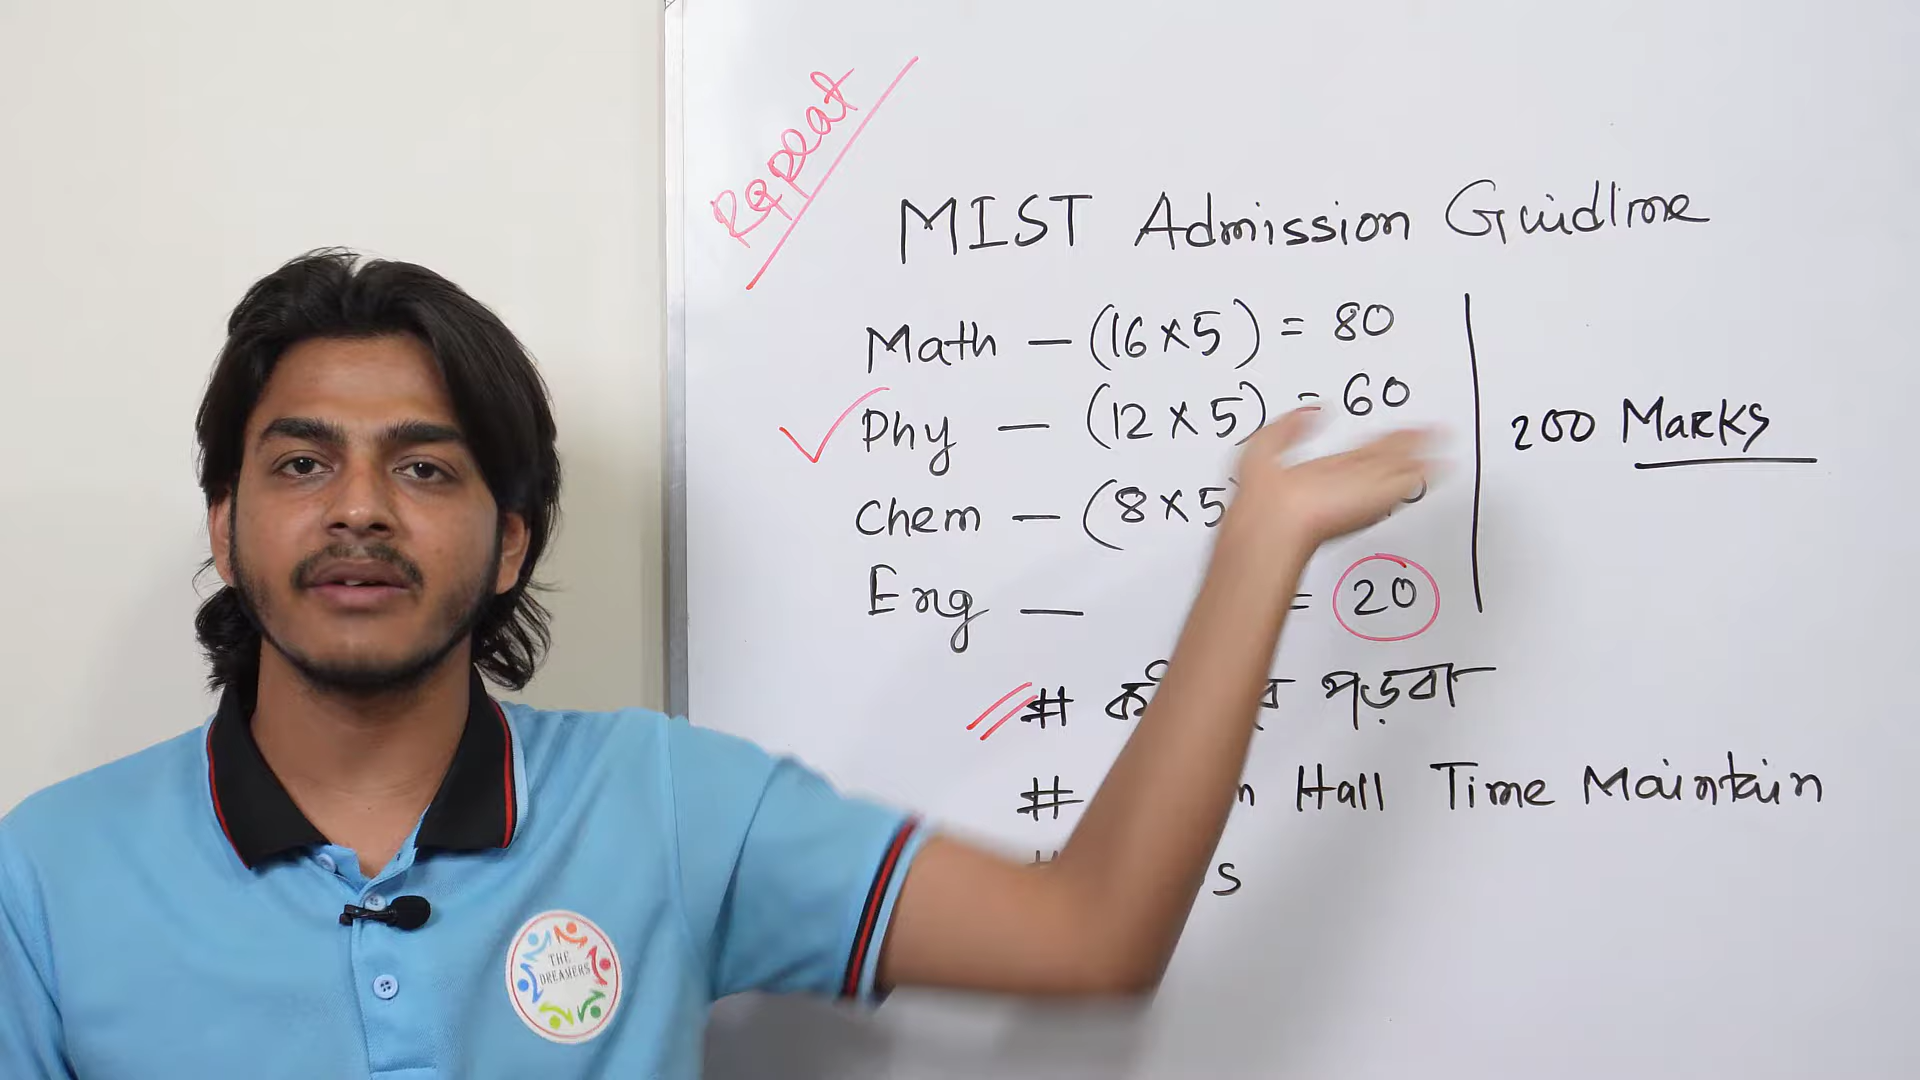 Repeat
MIST Admission Guidline
Math — (16×5) = 80
Phy — (12×5) = 60
Chem — (8×5)
Eng — = 20
200 Marks
# পড়বা
# Hall Time Maintain
THE
DREAMERS